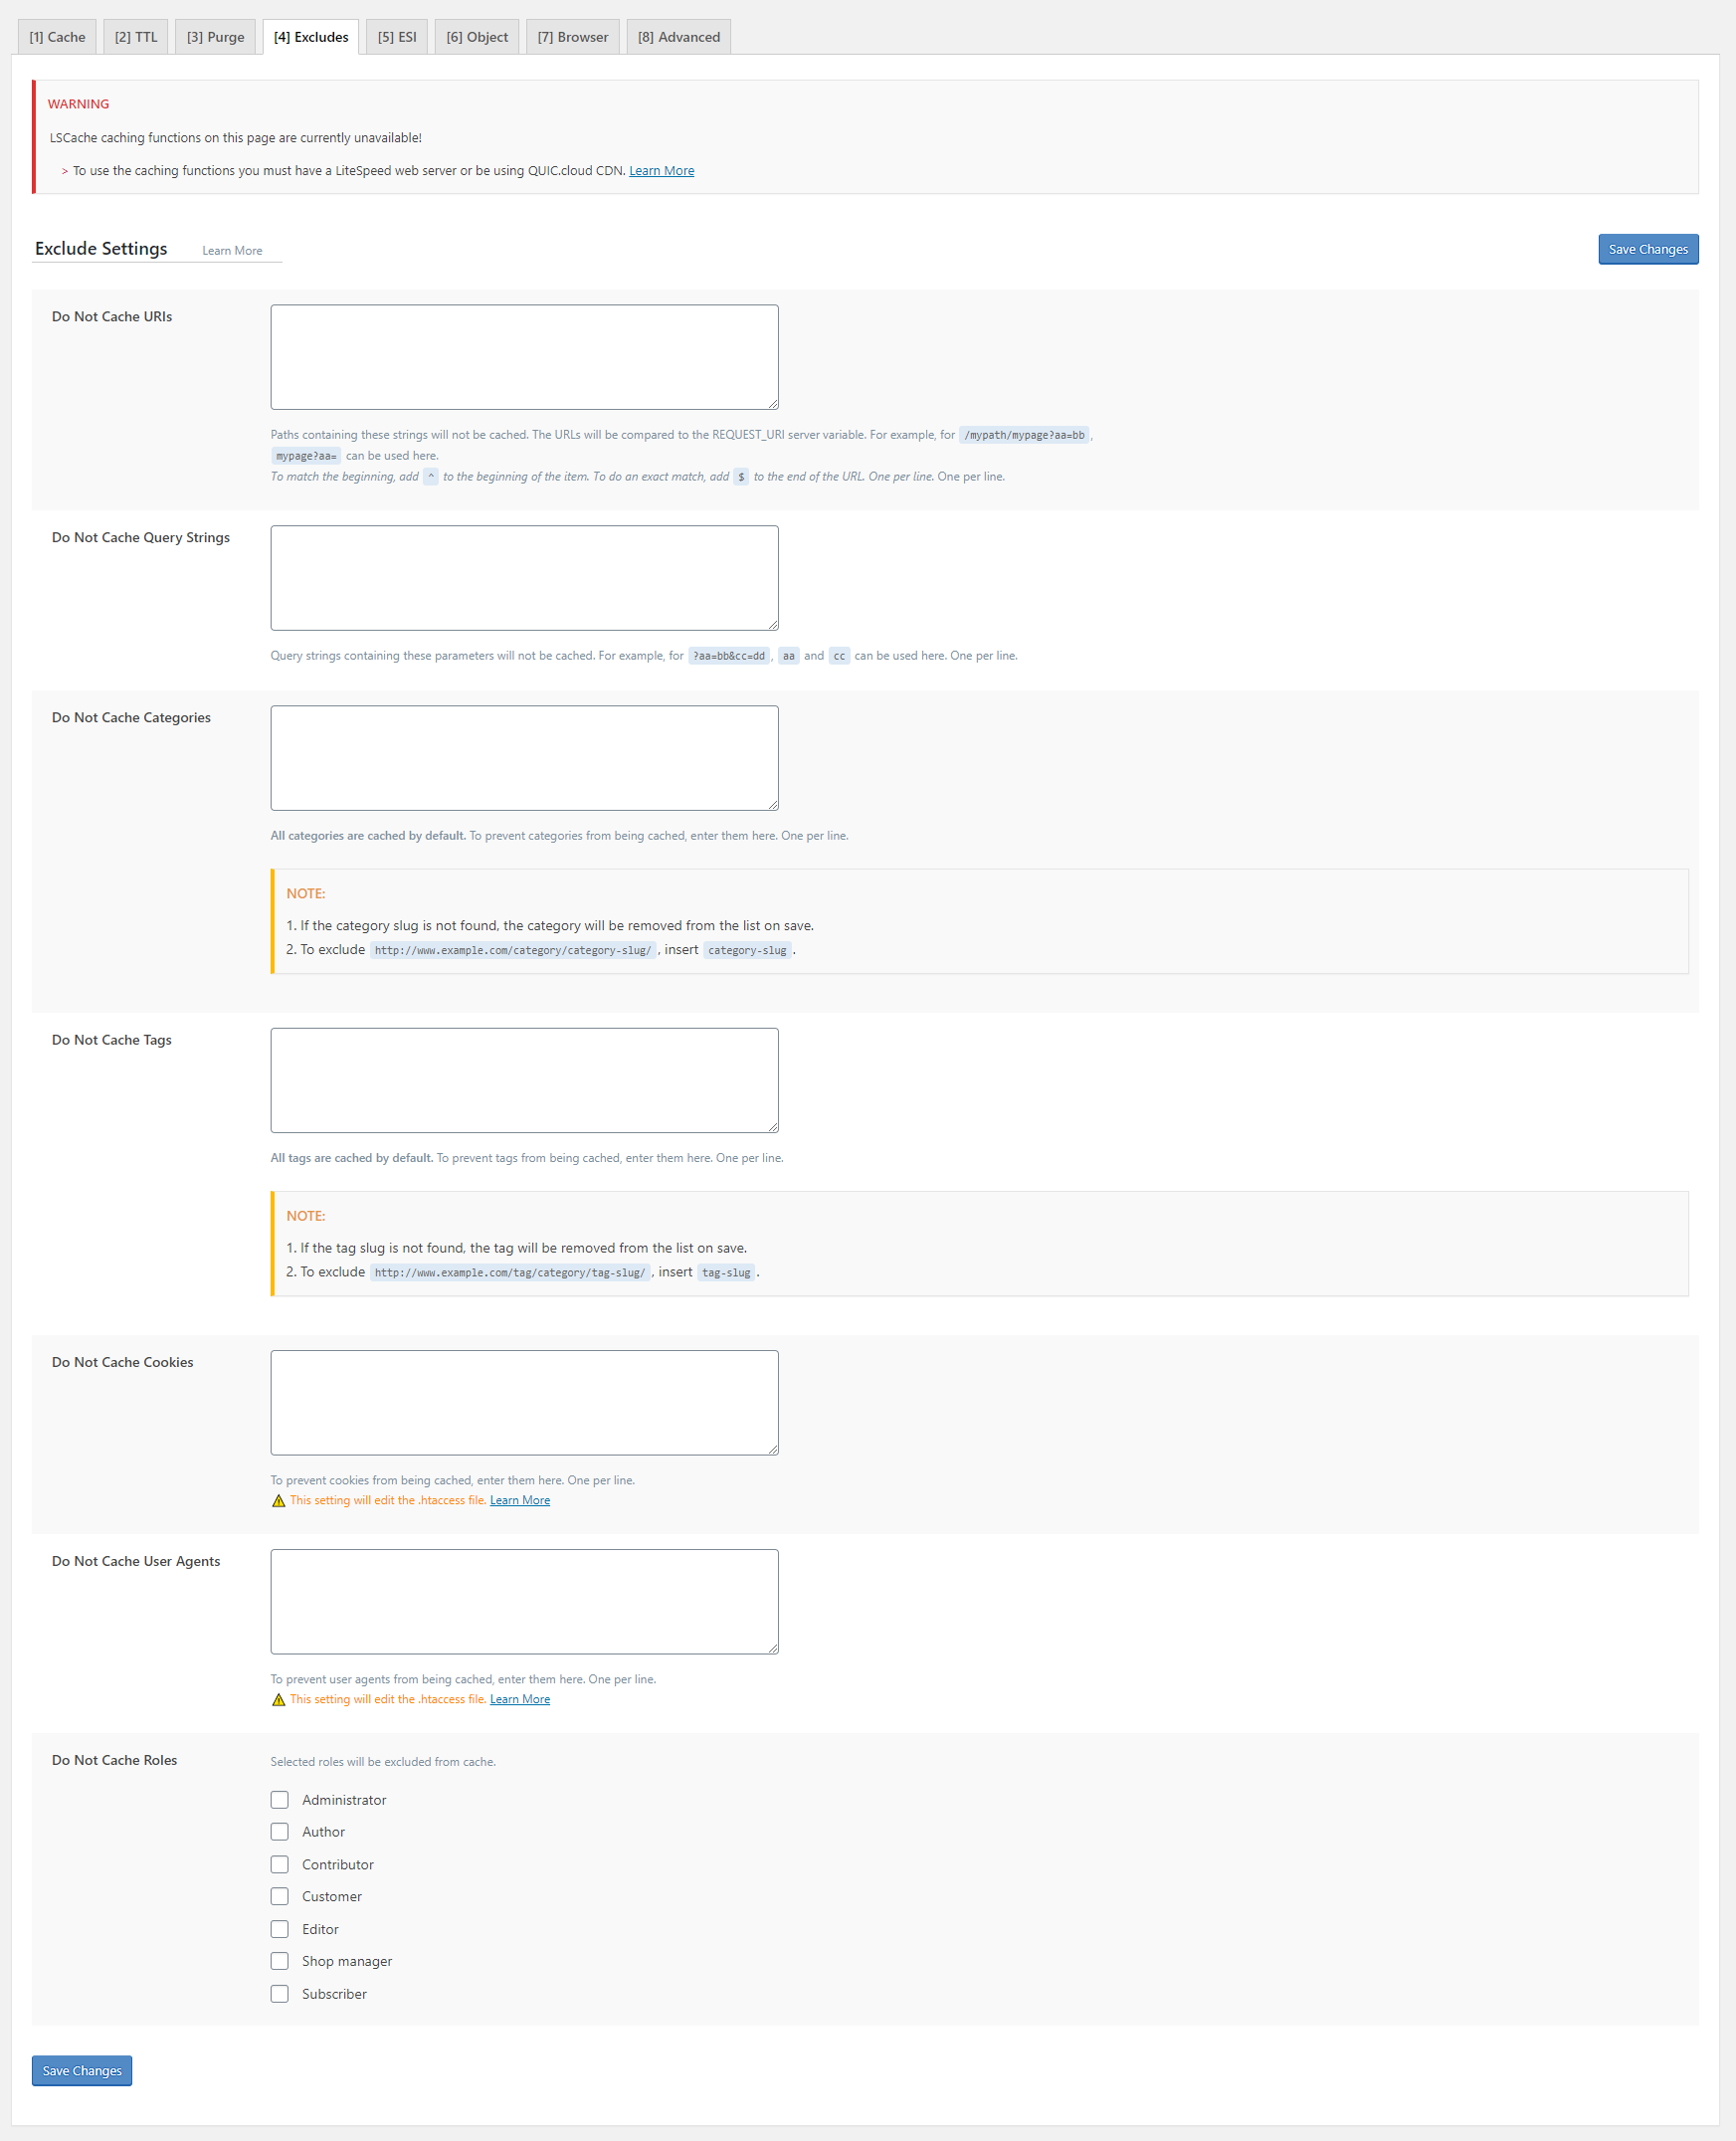 [1] Cache [2] TTL [3] Purge [4] Excludes [5] ESI [6] Object [7] Browser [8] Advanced
WARNING
LSCache caching functions on this page are currently unavailable!
> To use the caching functions you must have a LiteSpeed web server or be using QUIC.cloud CDN. Learn More
Exclude Settings Learn More Save Changes
Do Not Cache URIs
Paths containing these strings will not be cached. The URLs will be compared to the REQUEST_URI server variable. For example, for /mypath/mypage?aa=bb,
mypage?aa= can be used here.
To match the beginning, add ^ to the beginning of the item. To do an exact match, add $ to the end of the URL. One per line. One per line.
Do Not Cache Query Strings
Query strings containing these parameters will not be cached. For example, for ?aa=bb&cc=dd, aa and cc can be used here. One per line.
Do Not Cache Categories
All categories are cached by default. To prevent categories from being cached, enter them here. One per line.
NOTE:
1. If the category slug is not found, the category will be removed from the list on save.
2. To exclude http://www.example.com/category/category-slug/, insert category-slug.
Do Not Cache Tags
All tags are cached by default. To prevent tags from being cached, enter them here. One per line.
NOTE:
1. If the tag slug is not found, the tag will be removed from the list on save.
2. To exclude http://www.example.com/tag/category/tag-slug/, insert tag-slug.
Do Not Cache Cookies
To prevent cookies from being cached, enter them here. One per line.
This setting will edit the .htaccess file. Learn More
Do Not Cache User Agents
To prevent user agents from being cached, enter them here. One per line.
This setting will edit the .htaccess file. Learn More
Do Not Cache Roles
Selected roles will be excluded from cache.
Administrator
Author
Contributor
Customer
Editor
Shop manager
Subscriber
Save Changes